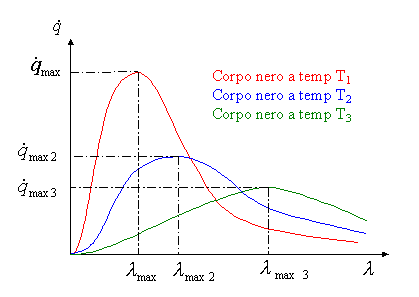 q̇
q̇max
Corpo nero a temp T₁
Corpo nero a temp T₂
Corpo nero a temp T₃
q̇max 2
q̇max 3
λmax λmax 2 λmax 3 λ